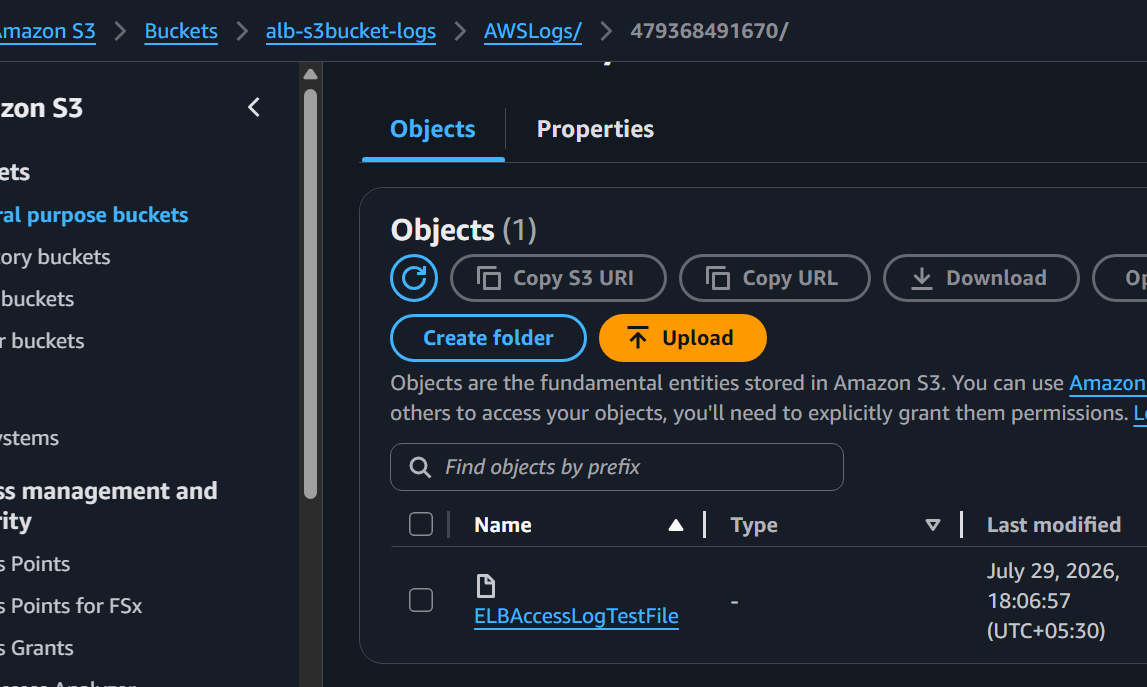 Amazon S3 > Buckets > alb-s3bucket-logs > AWSLogs/ > 479368491670/
zon S3
ets
ral purpose buckets
ory buckets
buckets
r buckets
ystems
ss management and
rity
s Points
s Points for FSx
s Grants
Objects
Properties
Objects (1)
Copy S3 URI
Copy URL
Download
Op
Create folder
Upload
Objects are the fundamental entities stored in Amazon S3. You can use Amazon
others to access your objects, you'll need to explicitly grant them permissions. Le
Find objects by prefix
Name
Type
Last modified
ELBAccessLogTestFile
-
July 29, 2026,
18:06:57
(UTC+05:30)